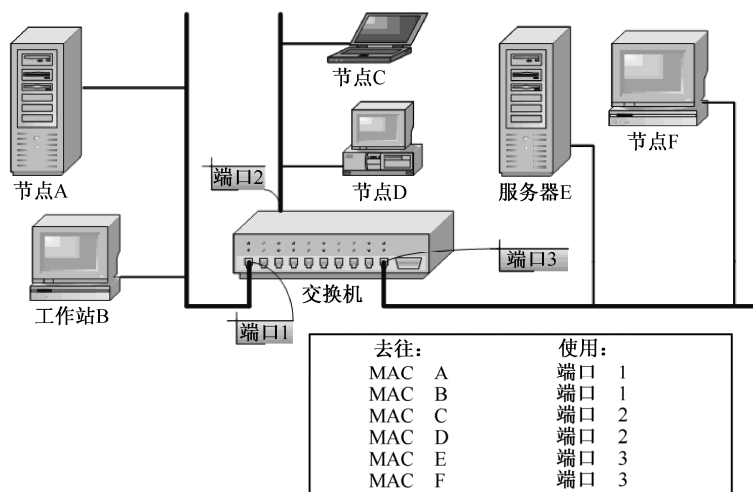 节点A
工作站B
节点C
节点D
端口2
服务器E
节点F
端口3
交换机
端口1
去往： 使用：
MAC A 端口 1
MAC B 端口 1
MAC C 端口 2
MAC D 端口 2
MAC E 端口 3
MAC F 端口 3